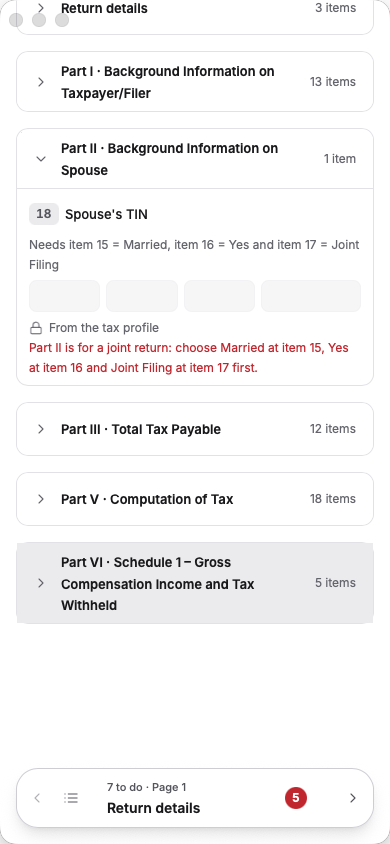 Return details
3 items
Part I · Background Information on
Taxpayer/Filer
13 items
Part II · Background Information on
Spouse
1 item
18 Spouse's TIN
Needs item 15 = Married, item 16 = Yes and item 17 = Joint
Filing
From the tax profile
Part II is for a joint return: choose Married at item 15, Yes
at item 16 and Joint Filing at item 17 first.
Part III · Total Tax Payable
12 items
Part V · Computation of Tax
18 items
Part VI · Schedule 1 – Gross
Compensation Income and Tax
Withheld
5 items
7 to do · Page 1
Return details
5